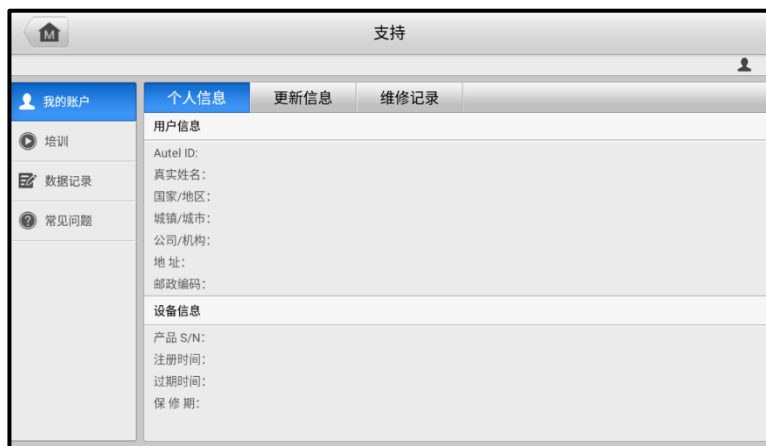 M
支持
我的账户
培训
数据记录
常见问题
个人信息 更新信息 维修记录
用户信息
Autel ID:
真实姓名：
国家/地区：
城镇/城市：
公司/机构：
地 址：
邮政编码：
设备信息
产品 S/N：
注册时间：
过期时间：
保 修 期：